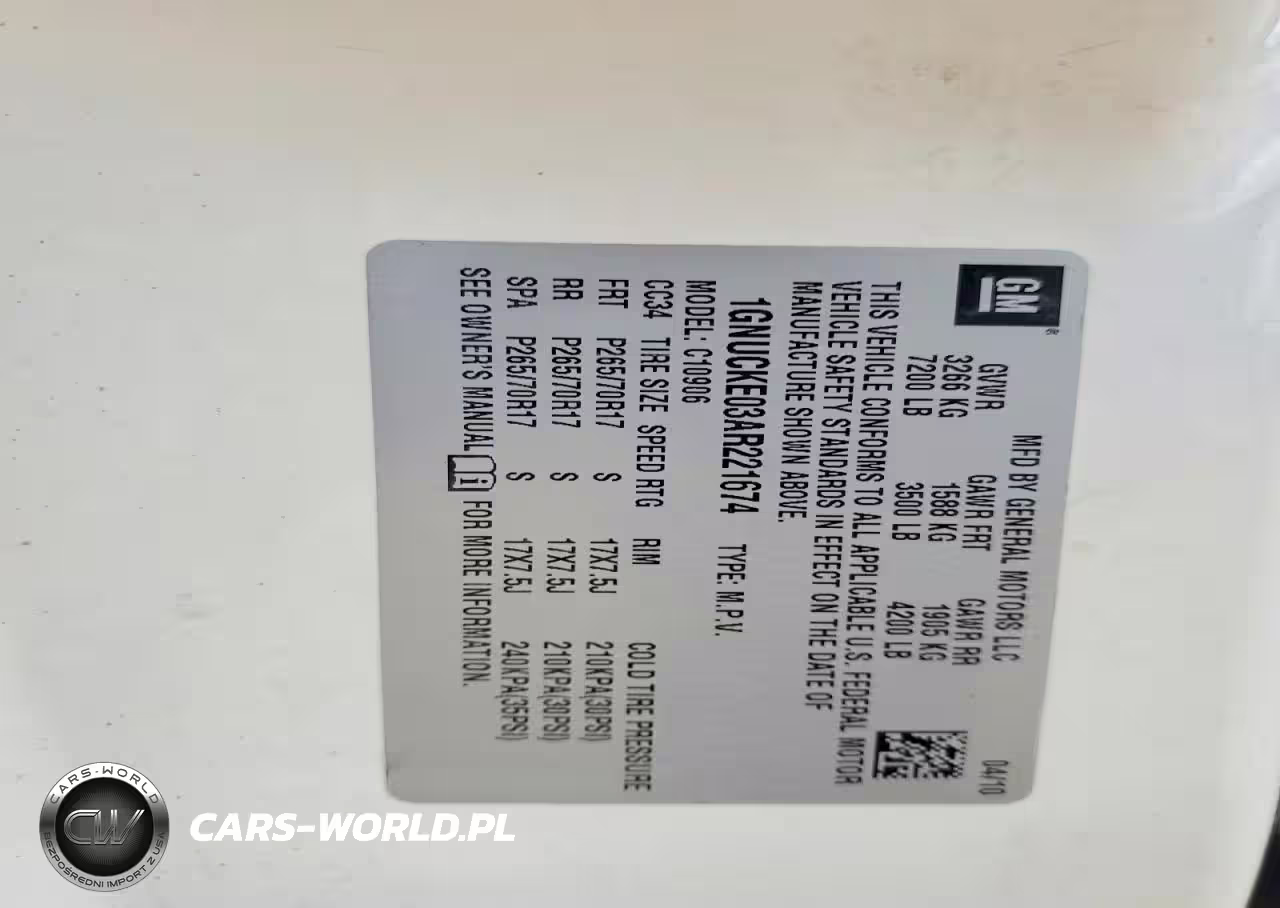 GM ®
MFD BY GENERAL MOTORS LLC 04/10
GVWR GAWR FRT GAWR RR
3266 KG 1588 KG 1905 KG
7200 LB 3500 LB 4200 LB
THIS VEHICLE CONFORMS TO ALL APPLICABLE U.S. FEDERAL MOTOR
VEHICLE SAFETY STANDARDS IN EFFECT ON THE DATE OF
MANUFACTURE SHOWN ABOVE.
1GNUCKE03AR221674 TYPE: M.P.V.
MODEL: C10906
CC34 TIRE SIZE SPEED RTG RIM COLD TIRE PRESSURE
FRT P265/70R17 S 17X7.5J 210KPA(30PSI)
RR P265/70R17 S 17X7.5J 210KPA(30PSI)
SPA P265/70R17 S 17X7.5J 240KPA(35PSI)
SEE OWNER'S MANUAL i FOR MORE INFORMATION.
CARS-WORLD
CW
BEZPOŚREDNI IMPORT Z USA
CARS-WORLD.PL